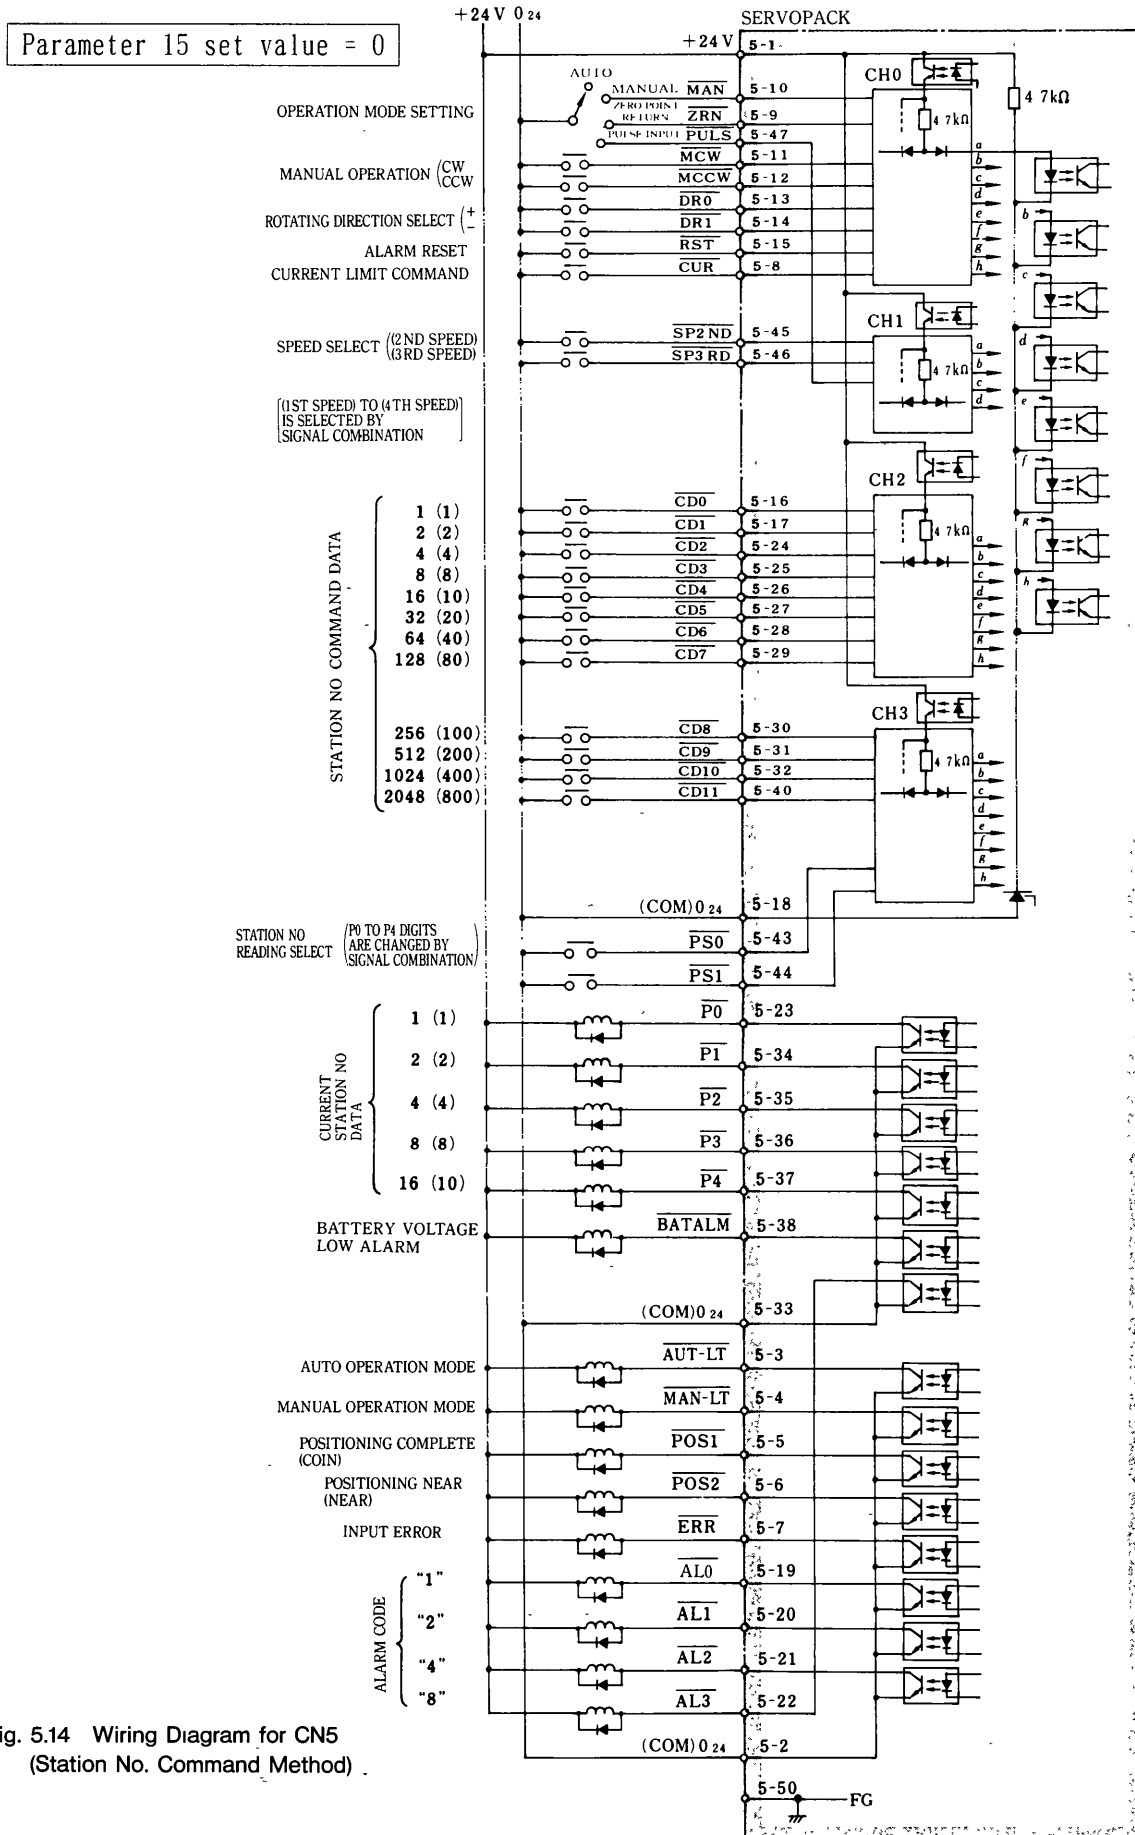 +24V 0 24
SERVOPACK
Parameter 15 set value = 0
+24V 5-1
AUTO
OPERATION MODE SETTING
MANUAL MAN 5-10
ZERO POINT RETURN ZRN 5-9
PULSE INPUT PULS 5-47
MANUAL OPERATION (CW
CCW
MCW 5-11
MCCW 5-12
ROTATING DIRECTION SELECT (+
−
DR0 5-13
DR1 5-14
ALARM RESET RST 5-15
CURRENT LIMIT COMMAND CUR 5-8
CH0
4 7kΩ
a
b
c
d
e
f
g
h
4 7kΩ
b
c
d
e
f
g
h
SPEED SELECT ((2ND SPEED)
((3RD SPEED)
SP2ND 5-45
SP3RD 5-46
[(1ST SPEED) TO (4TH SPEED)
IS SELECTED BY
SIGNAL COMBINATION]
CH1
4 7kΩ
a
b
c
d
STATION NO COMMAND DATA
1 (1) CD0 5-16
2 (2) CD1 5-17
4 (4) CD2 5-24
8 (8) CD3 5-25
16 (10) CD4 5-26
32 (20) CD5 5-27
64 (40) CD6 5-28
128 (80) CD7 5-29
CH2
4 7kΩ
a
b
c
d
e
f
g
h
256 (100) CD8 5-30
512 (200) CD9 5-31
1024 (400) CD10 5-32
2048 (800) CD11 5-40
CH3
4 7kΩ
a
b
c
d
e
f
g
h
(COM)0 24 5-18
STATION NO
READING SELECT
(P0 TO P4 DIGITS
ARE CHANGED BY
SIGNAL COMBINATION)
PS0 5-43
PS1 5-44
CURRENT
STATION NO
DATA
1 (1) P0 5-23
2 (2) P1 5-34
4 (4) P2 5-35
8 (8) P3 5-36
16 (10) P4 5-37
BATTERY VOLTAGE
LOW ALARM
BATALM 5-38
(COM)0 24 5-33
AUTO OPERATION MODE AUT-LT 5-3
MANUAL OPERATION MODE MAN-LT 5-4
POSITIONING COMPLETE
(COIN)
POS1 5-5
POSITIONING NEAR
(NEAR)
POS2 5-6
INPUT ERROR ERR 5-7
ALARM CODE
"1" AL0 5-19
"2" AL1 5-20
"4" AL2 5-21
"8" AL3 5-22
(COM)0 24 5-2
5-50 FG
ig. 5.14 Wiring Diagram for CN5
(Station No. Command Method)